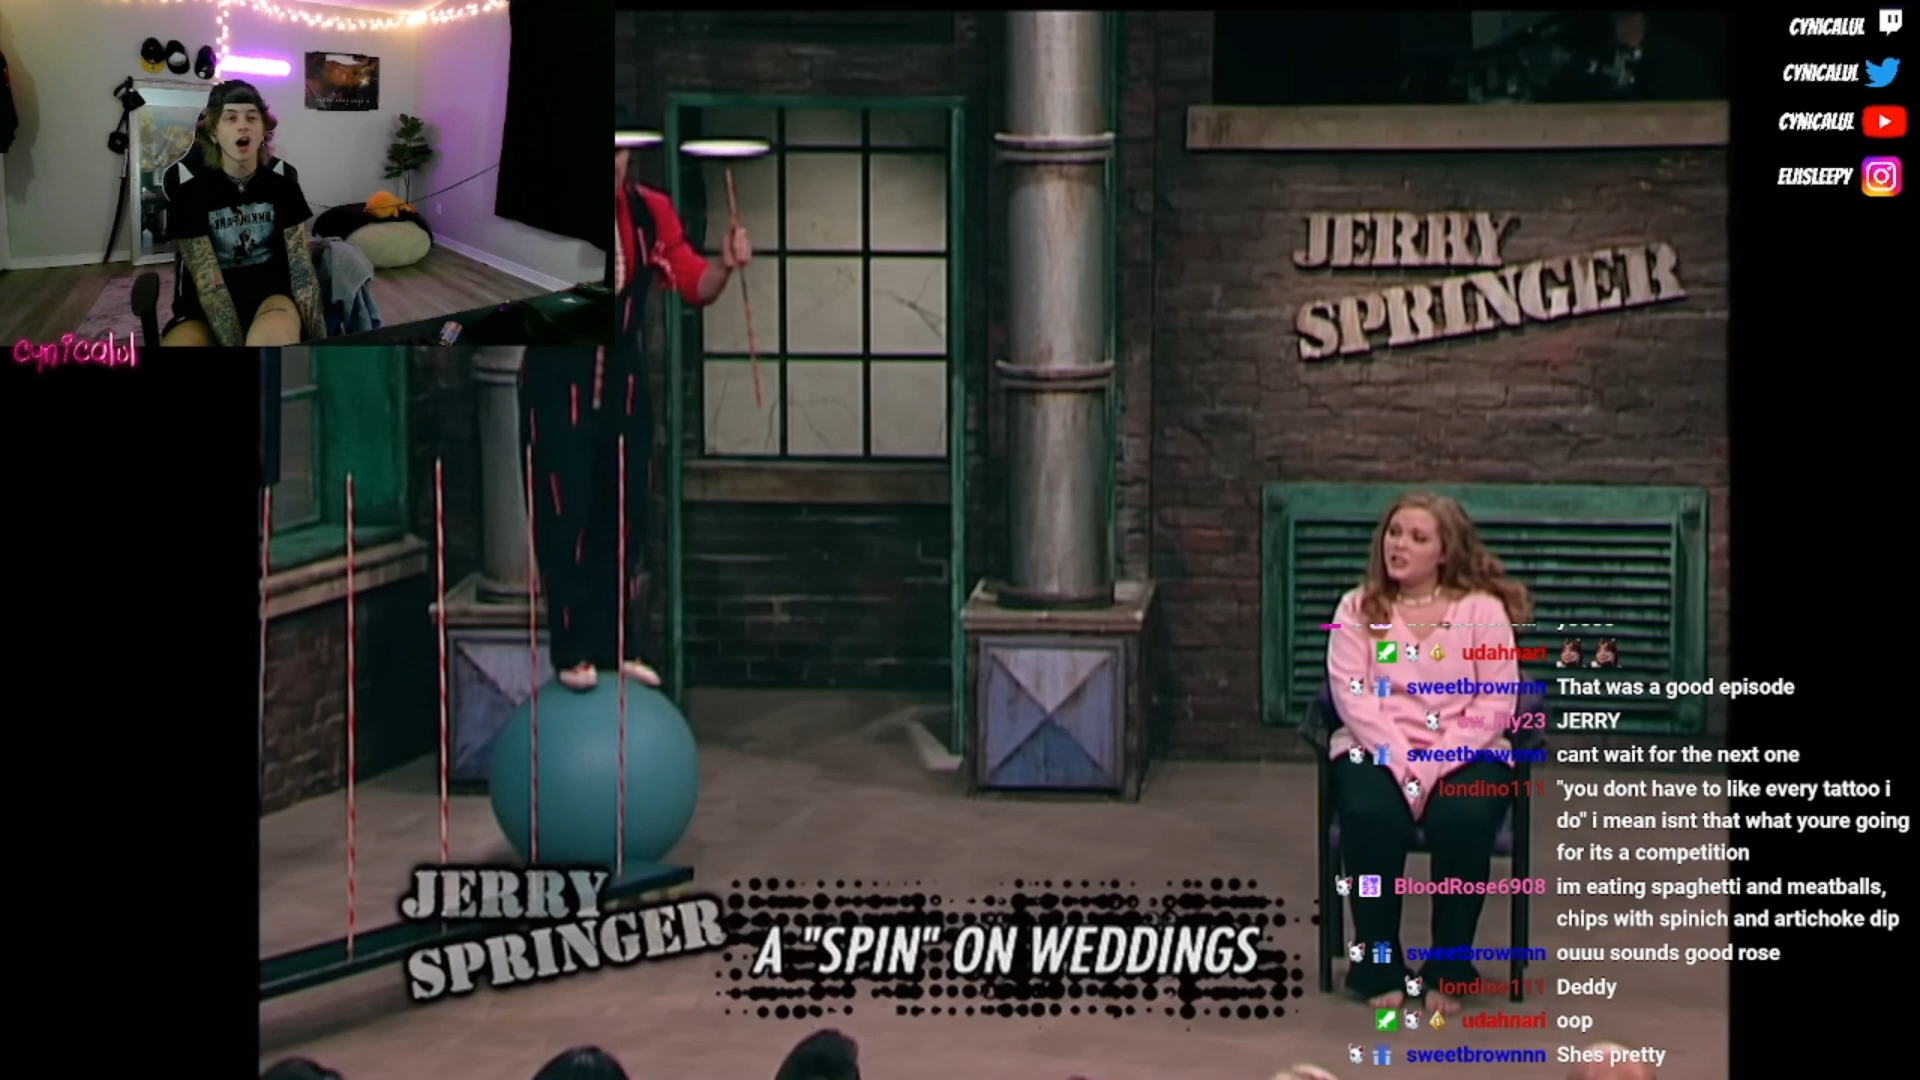 CYNICALUL
CYNICALUL
CYNICALUL
ELIISLEEPY
cynicalul
JERRY
SPRINGER
udahnari
sweetbrownnn That was a good episode
JERRY
sweetbrownnn cant wait for the next one
londino111 "you dont have to like every tattoo i
do" i mean isnt that what youre going
for its a competition
BloodRose6908 im eating spaghetti and meatballs,
chips with spinich and artichoke dip
sweetbrownnn ouuu sounds good rose
londino111 Deddy
udahnari oop
sweetbrownnn Shes pretty
JERRY
SPRINGER
A "SPIN" ON WEDDINGS